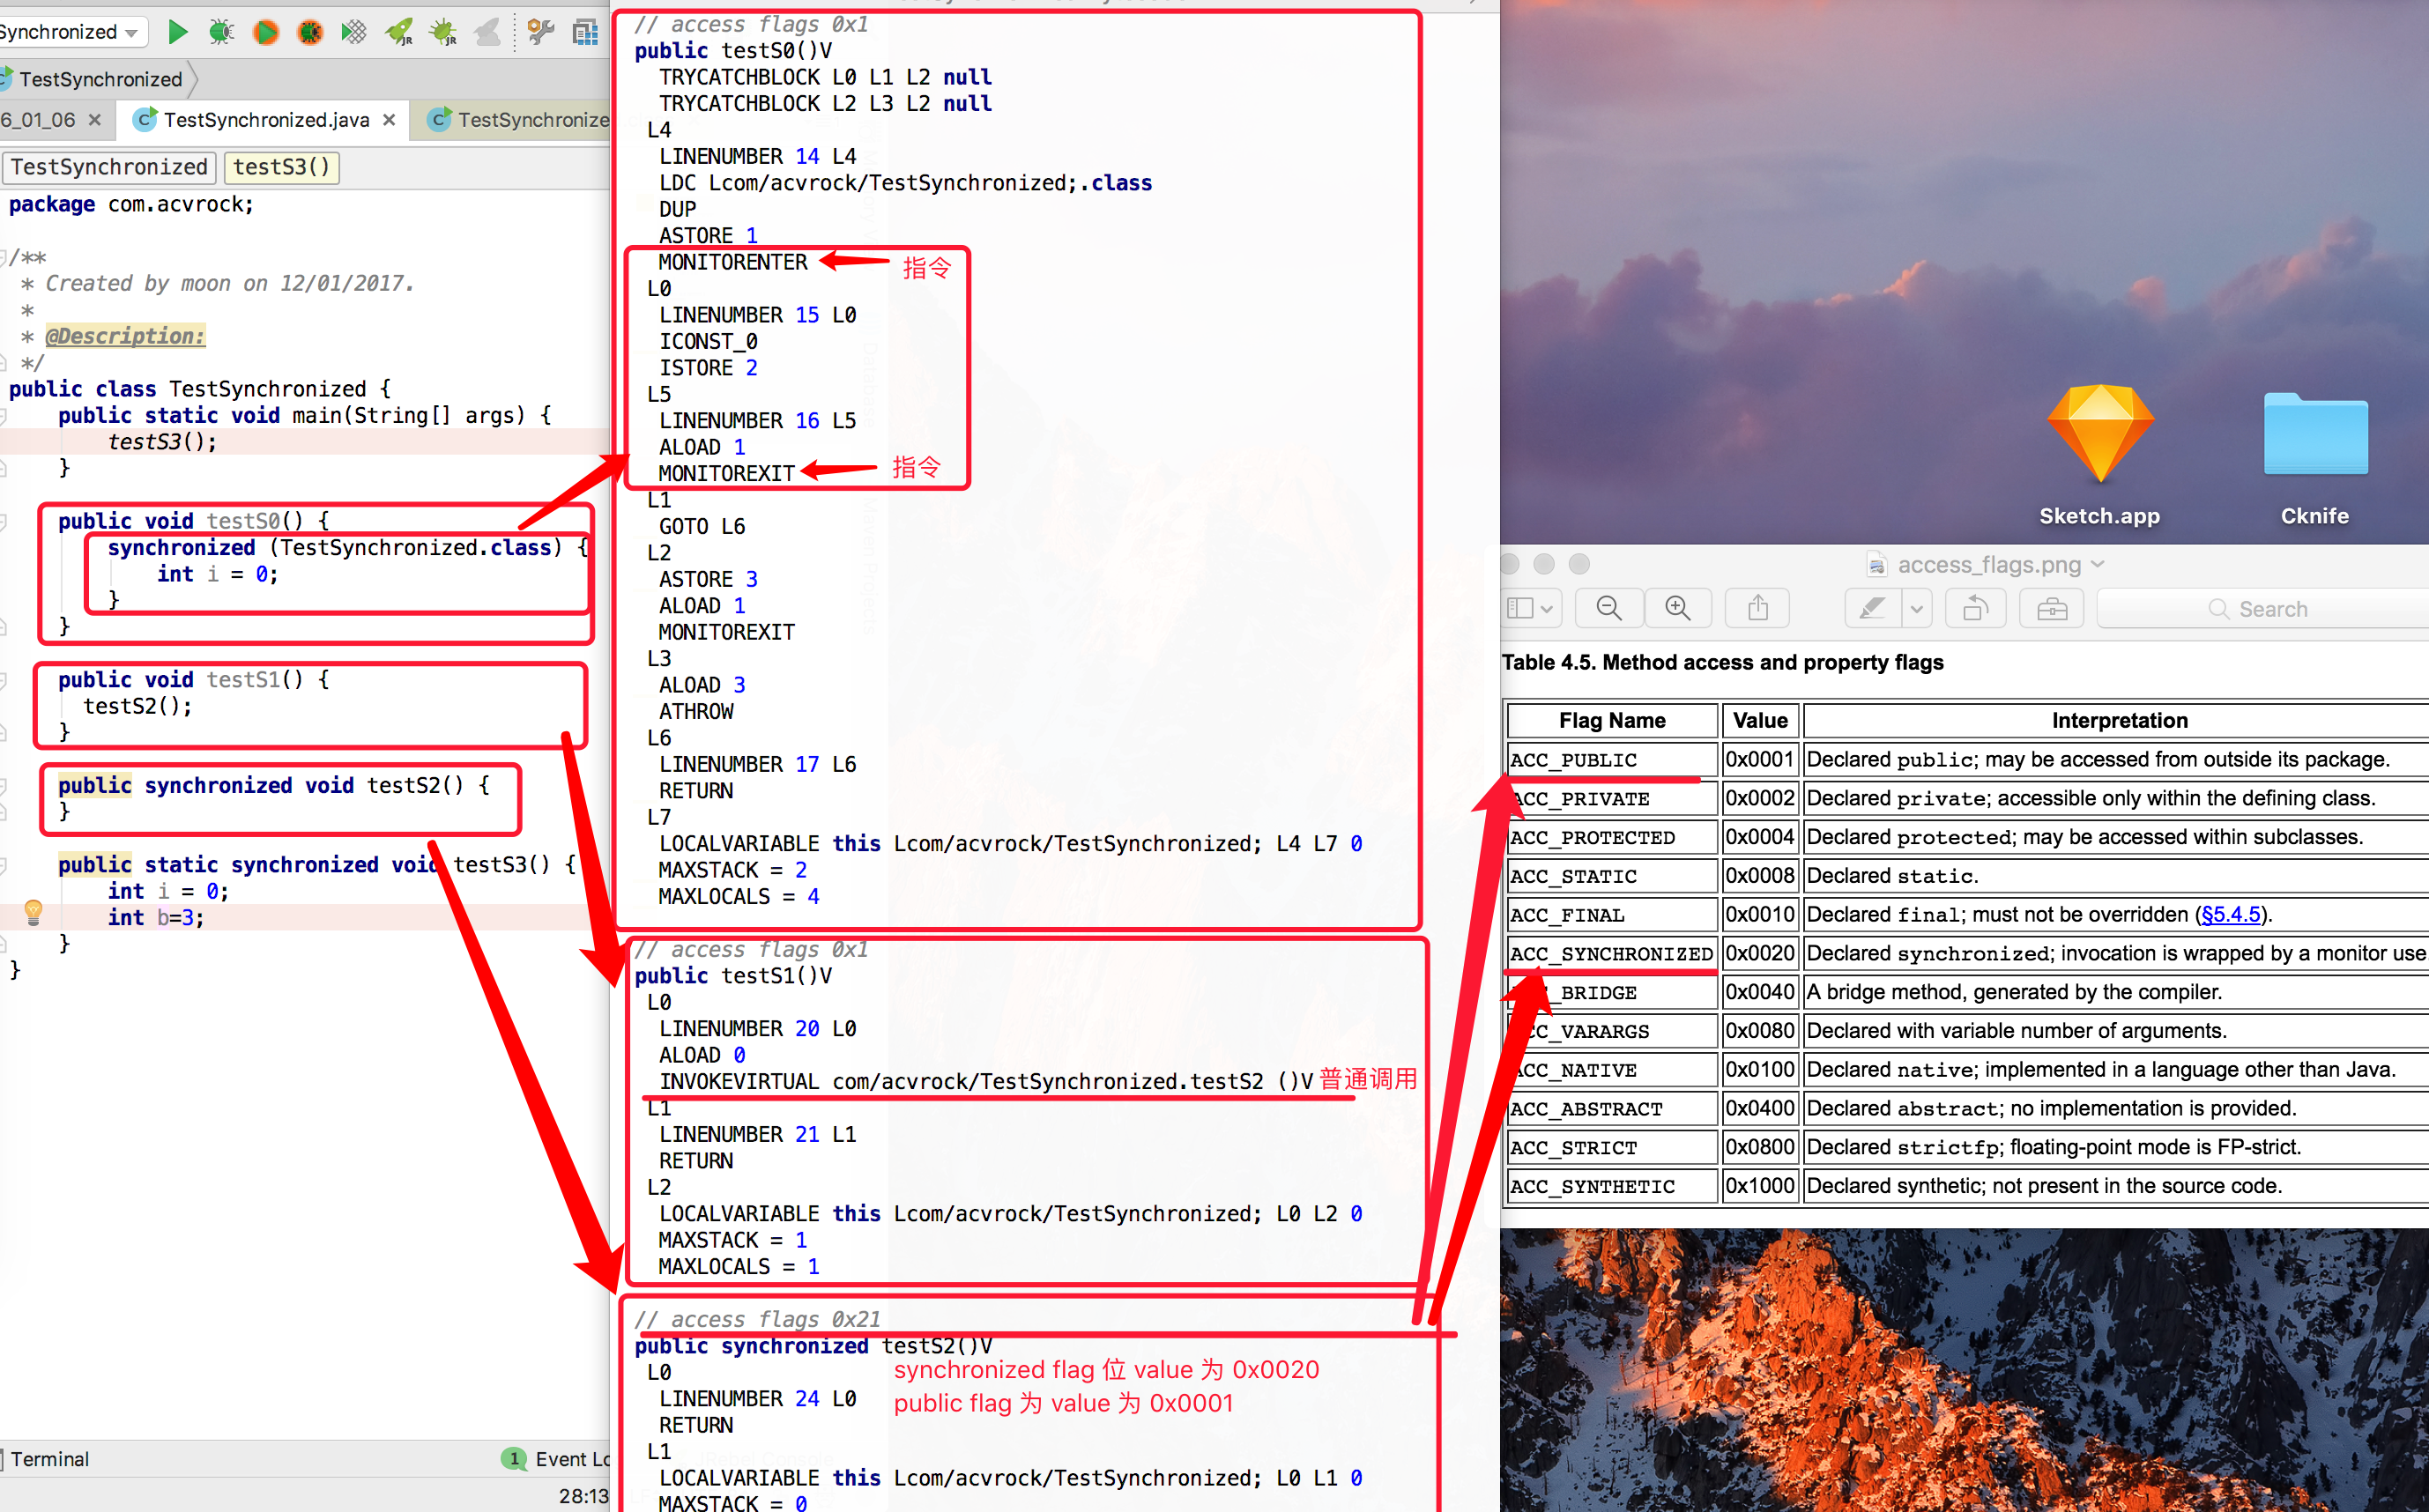 Synchronized
TestSynchronized
6_01_06
TestSynchronized.java
TestSynchronize
TestSynchronized
testS3()
package com.acvrock;
/**
* Created by moon on 12/01/2017.
*
* @Description:
*/
public class TestSynchronized {
public static void main(String[] args) {
testS3();
}
public void testS0() {
synchronized (TestSynchronized.class) {
int i = 0;
}
}
public void testS1() {
testS2();
}
public synchronized void testS2() {
}
public static synchronized void testS3() {
int i = 0;
int b=3;
}
}
Terminal
1 Event Lo
28:13
// access flags 0x1
public testS0()V
TRYCATCHBLOCK L0 L1 L2 null
TRYCATCHBLOCK L2 L3 L2 null
L4
LINENUMBER 14 L4
LDC Lcom/acvrock/TestSynchronized;.class
DUP
ASTORE 1
MONITORENTER 指令
L0
LINENUMBER 15 L0
ICONST_0
ISTORE 2
L5
LINENUMBER 16 L5
ALOAD 1
MONITOREXIT 指令
L1
GOTO L6
L2
ASTORE 3
ALOAD 1
MONITOREXIT
L3
ALOAD 3
ATHROW
L6
LINENUMBER 17 L6
RETURN
L7
LOCALVARIABLE this Lcom/acvrock/TestSynchronized; L4 L7 0
MAXSTACK = 2
MAXLOCALS = 4
// access flags 0x1
public testS1()V
L0
LINENUMBER 20 L0
ALOAD 0
INVOKEVIRTUAL com/acvrock/TestSynchronized.testS2 ()V 普通调用
L1
LINENUMBER 21 L1
RETURN
L2
LOCALVARIABLE this Lcom/acvrock/TestSynchronized; L0 L2 0
MAXSTACK = 1
MAXLOCALS = 1
// access flags 0x21
public synchronized testS2()V
L0
synchronized flag 位 value 为 0x0020
LINENUMBER 24 L0
public flag 为 value 为 0x0001
RETURN
L1
LOCALVARIABLE this Lcom/acvrock/TestSynchronized; L0 L1 0
MAXSTACK = 0
Sketch.app
Cknife
access_flags.png
Search
Table 4.5. Method access and property flags
Flag Name Value Interpretation
ACC_PUBLIC 0x0001 Declared public; may be accessed from outside its package.
ACC_PRIVATE 0x0002 Declared private; accessible only within the defining class.
ACC_PROTECTED 0x0004 Declared protected; may be accessed within subclasses.
ACC_STATIC 0x0008 Declared static.
ACC_FINAL 0x0010 Declared final; must not be overridden (§5.4.5).
ACC_SYNCHRONIZED 0x0020 Declared synchronized; invocation is wrapped by a monitor use.
ACC_BRIDGE 0x0040 A bridge method, generated by the compiler.
ACC_VARARGS 0x0080 Declared with variable number of arguments.
ACC_NATIVE 0x0100 Declared native; implemented in a language other than Java.
ACC_ABSTRACT 0x0400 Declared abstract; no implementation is provided.
ACC_STRICT 0x0800 Declared strictfp; floating-point mode is FP-strict.
ACC_SYNTHETIC 0x1000 Declared synthetic; not present in the source code.